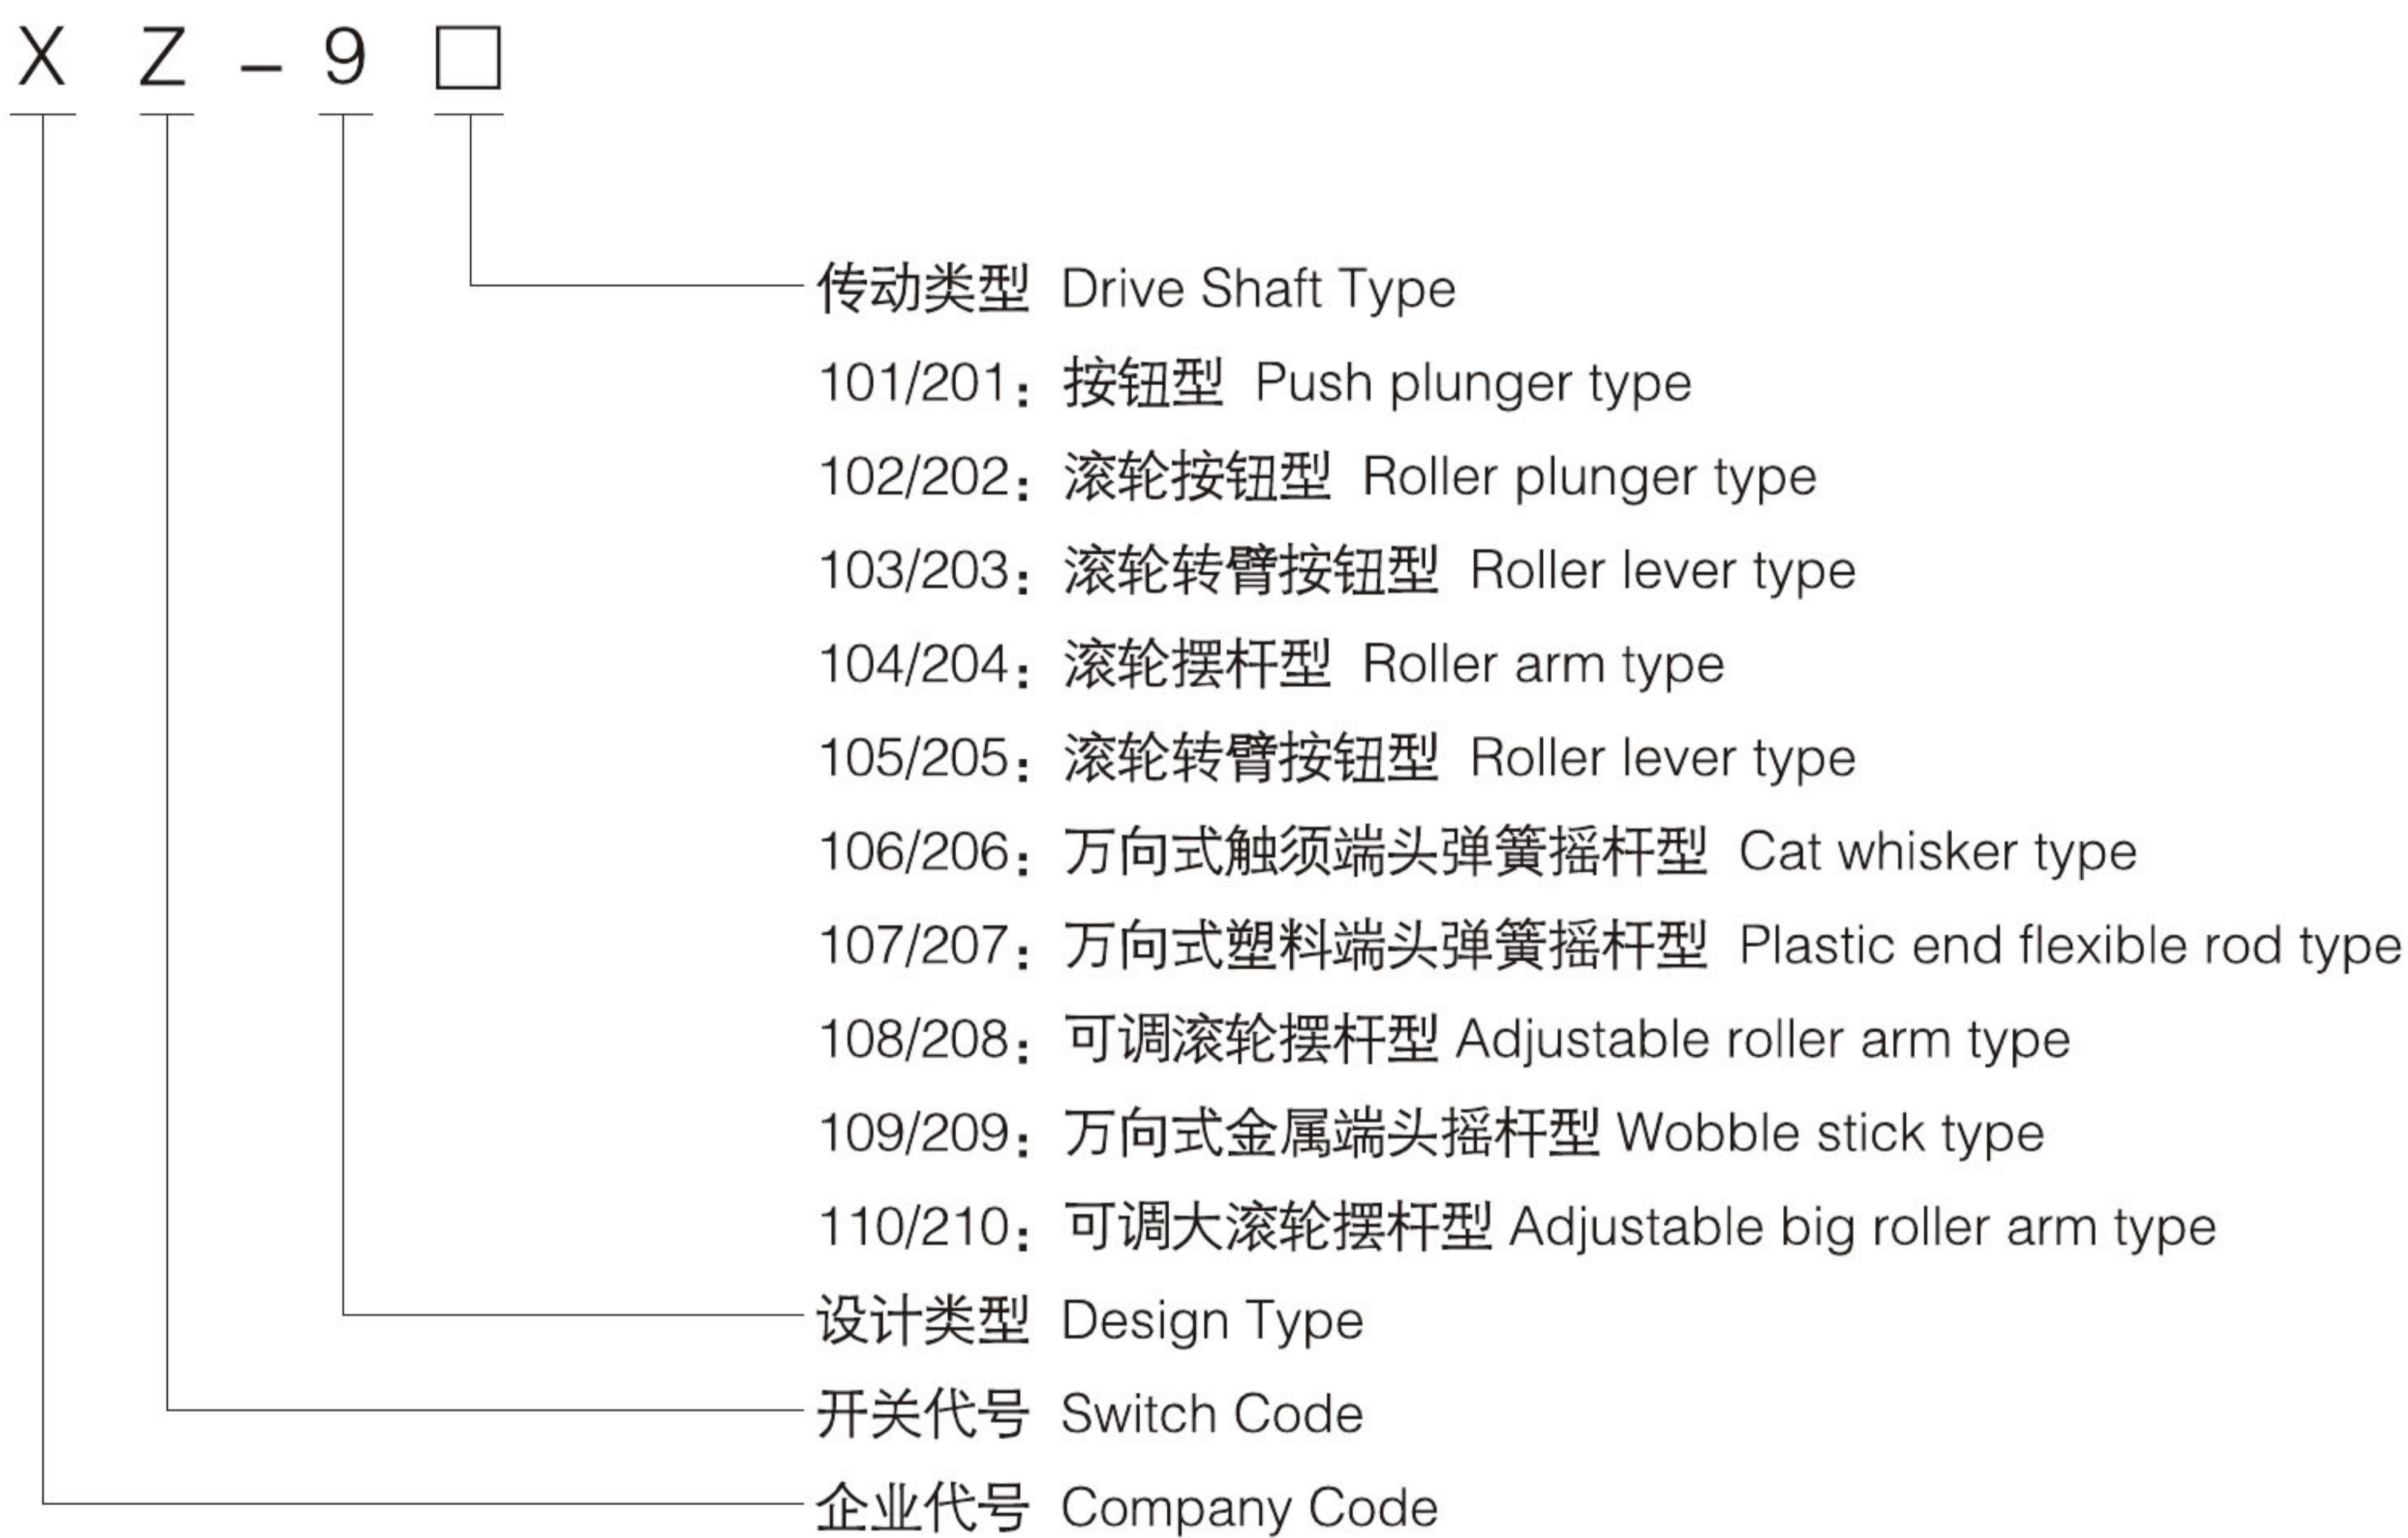 X Z – 9 □
传动类型 Drive Shaft Type
101/201：按钮型 Push plunger type
102/202：滚轮按钮型 Roller plunger type
103/203：滚轮转臂按钮型 Roller lever type
104/204：滚轮摆杆型 Roller arm type
105/205：滚轮转臂按钮型 Roller lever type
106/206：万向式触须端头弹簧摇杆型 Cat whisker type
107/207：万向式塑料端头弹簧摇杆型 Plastic end flexible rod type
108/208：可调滚轮摆杆型 Adjustable roller arm type
109/209：万向式金属端头摇杆型 Wobble stick type
110/210：可调大滚轮摆杆型 Adjustable big roller arm type
设计类型 Design Type
开关代号 Switch Code
企业代号 Company Code